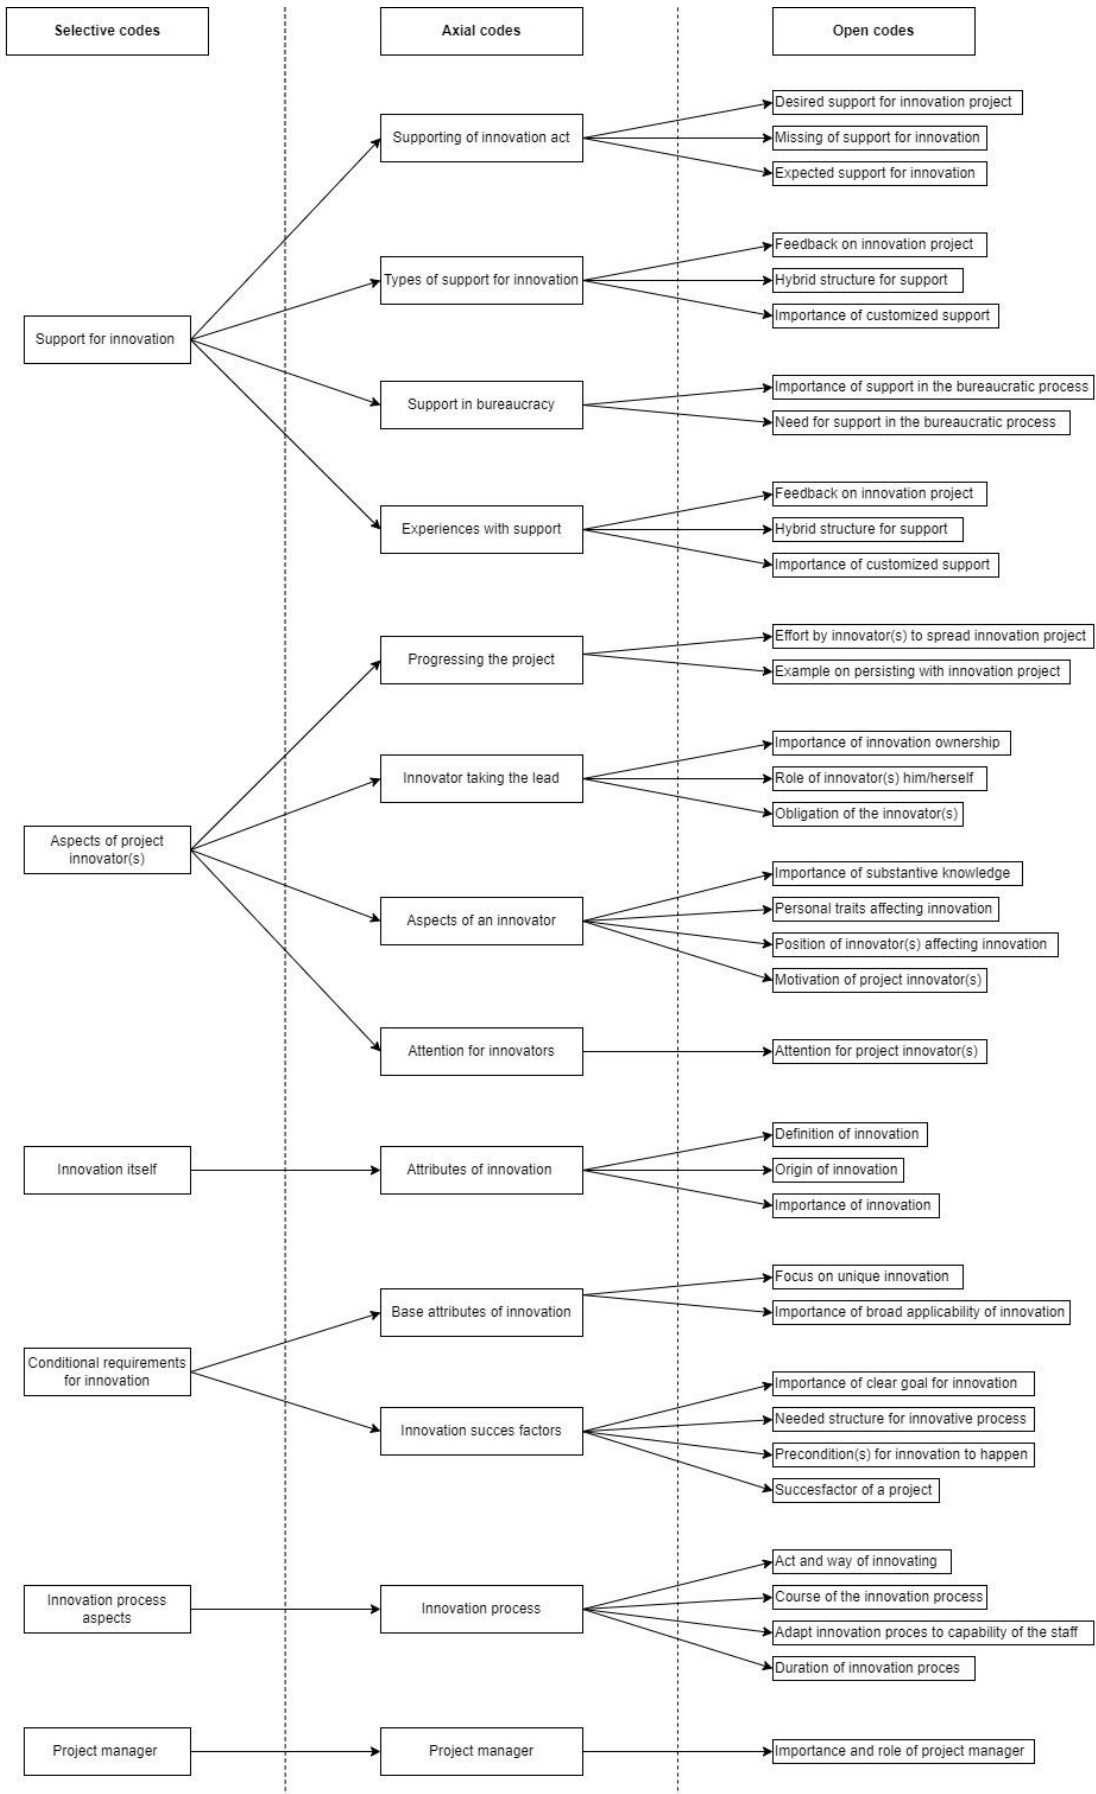 Selective codes
Axial codes
Open codes
Support for innovation
Supporting of innovation act
Desired support for innovation project
Missing of support for innovation
Expected support for innovation
Types of support for innovation
Feedback on innovation project
Hybrid structure for support
Importance of customized support
Support in bureaucracy
Importance of support in the bureaucratic process
Need for support in the bureaucratic process
Experiences with support
Feedback on innovation project
Hybrid structure for support
Importance of customized support
Aspects of project
innovator(s)
Progressing the project
Effort by innovator(s) to spread innovation project
Example on persisting with innovation project
Innovator taking the lead
Importance of innovation ownership
Role of innovator(s) him/herself
Obligation of the innovator(s)
Aspects of an innovator
Importance of substantive knowledge
Personal traits affecting innovation
Position of innovator(s) affecting innovation
Motivation of project innovator(s)
Attention for innovators
Attention for project innovator(s)
Innovation itself
Attributes of innovation
Definition of innovation
Origin of innovation
Importance of innovation
Conditional requirements
for innovation
Base attributes of innovation
Focus on unique innovation
Importance of broad applicability of innovation
Innovation succes factors
Importance of clear goal for innovation
Needed structure for innovative process
Precondition(s) for innovation to happen
Succesfactor of a project
Innovation process
aspects
Innovation process
Act and way of innovating
Course of the innovation process
Adapt innovation proces to capability of the staff
Duration of innovation proces
Project manager
Project manager
Importance and role of project manager